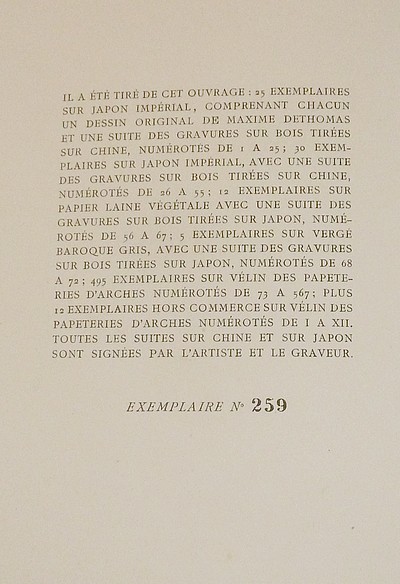 IL A ÉTÉ TIRÉ DE CET OUVRAGE : 25 EXEMPLAIRES
SUR JAPON IMPÉRIAL, COMPRENANT CHACUN
UN DESSIN ORIGINAL DE MAXIME DETHOMAS
ET UNE SUITE DES GRAVURES SUR BOIS TIRÉES
SUR CHINE, NUMÉROTÉS DE 1 A 25 ; 30 EXEM-
PLAIRES SUR JAPON IMPÉRIAL, AVEC UNE SUITE
DES GRAVURES SUR BOIS TIRÉES SUR CHINE,
NUMÉROTÉS DE 26 A 55 ; 12 EXEMPLAIRES SUR
PAPIER LAINE VÉGÉTALE AVEC UNE SUITE DES
GRAVURES SUR BOIS TIRÉES SUR JAPON, NUMÉ-
ROTÉS DE 56 A 67 ; 5 EXEMPLAIRES SUR VERGÉ
BAROQUE GRIS, AVEC UNE SUITE DES GRAVURES
SUR BOIS TIRÉES SUR JAPON, NUMÉROTÉS DE 68
A 72 ; 495 EXEMPLAIRES SUR VÉLIN DES PAPETE-
RIES D'ARCHES NUMÉROTÉS DE 73 A 567 ; PLUS
12 EXEMPLAIRES HORS COMMERCE SUR VÉLIN DES
PAPETERIES D'ARCHES NUMÉROTÉS DE I A XII.
TOUTES LES SUITES SUR CHINE ET SUR JAPON
SONT SIGNÉES PAR L'ARTISTE ET LE GRAVEUR.
EXEMPLAIRE N° 259